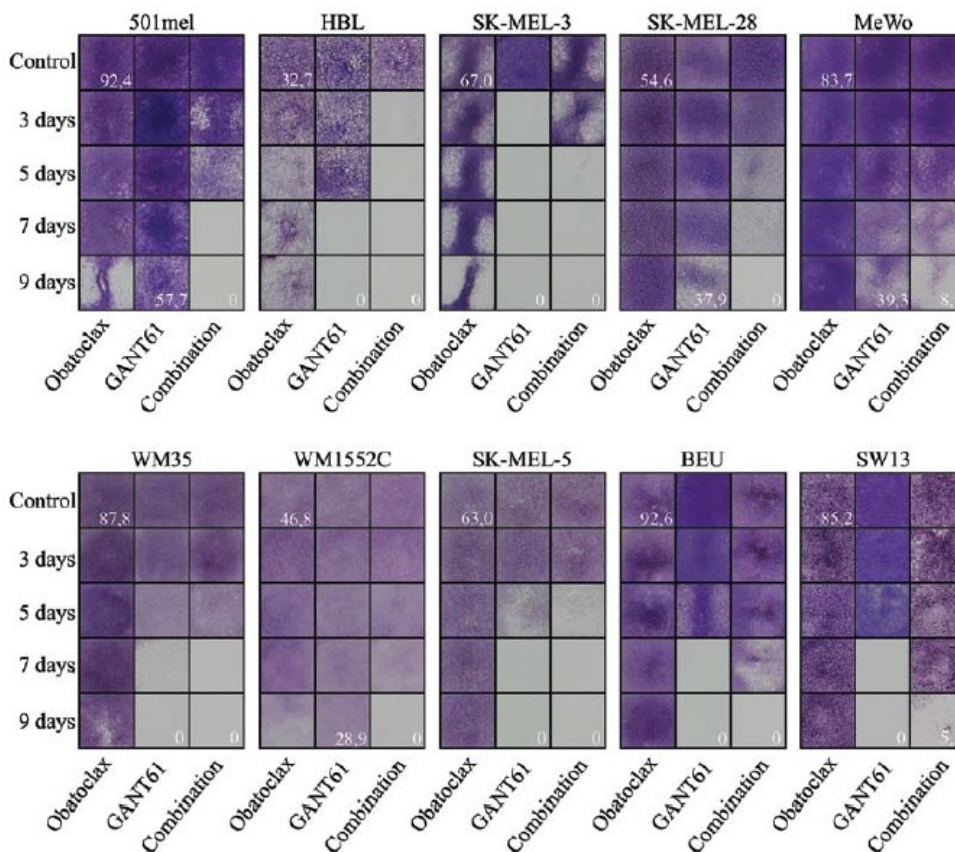 501mel HBL SK-MEL-3 SK-MEL-28 MeWo
Control 92,4 32,7 67,0 54,6 83,7
3 days
5 days
7 days
9 days 57,7 0 0 0 0 0 37,9 0 39,3 8,
Obatoclax GANT61 Combination Obatoclax GANT61 Combination Obatoclax GANT61 Combination Obatoclax GANT61 Combination Obatoclax GANT61 Combination
WM35 WM1552C SK-MEL-5 BEU SW13
Control 87,8 46,8 63,0 92,6 85,2
3 days
5 days
7 days
9 days 0 0 28,9 0 0 0 0 0 0 5
Obatoclax GANT61 Combination Obatoclax GANT61 Combination Obatoclax GANT61 Combination Obatoclax GANT61 Combination Obatoclax GANT61 Combination